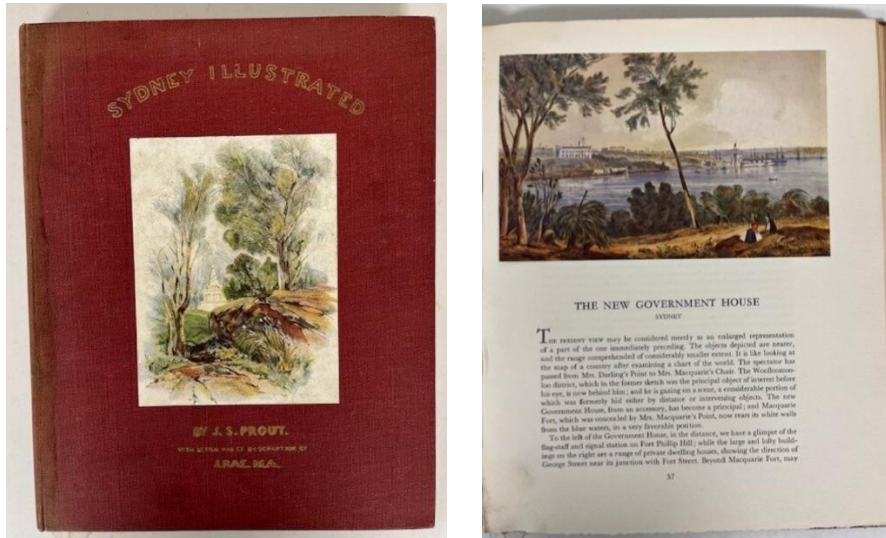 SYDNEY ILLUSTRATED
BY J. S. PROUT.
WITH LETTER PRESS DESCRIPTION BY
J. RAE. M.A.
THE NEW GOVERNMENT HOUSE
SYDNEY
THE PRESENT VIEW may be considered merely as an enlarged representation
of a part of the one immediately preceding. The objects depicted are nearer,
and the range comprehended of considerably smaller extent. It is like looking at
the map of a country after examining a chart of the world. The spectator has
passed from Mrs. Darling's Point to Mrs. Macquarie's Chair. The Woolloomoo-
loo district, which in the former sketch was the principal object of interest before
his eye, is now behind him; and he is gazing on a scene, a considerable portion of
which was formerly hid either by distance or intervening objects. The new
Government House, from an accessory, has become a principal; and Macquarie
Fort, which was concealed by Mrs. Macquarie's Point, now rears its white walls
from the blue waters, in a very favorable position.
To the left of the Government House, in the distance, we have a glimpse of the
flag-staff and signal station on Fort Phillip Hill; while the large and lofty build-
ings on the right are a range of private dwelling houses, showing the direction of
George Street near its junction with Fort Street. Beyond Macquarie Fort, may
37